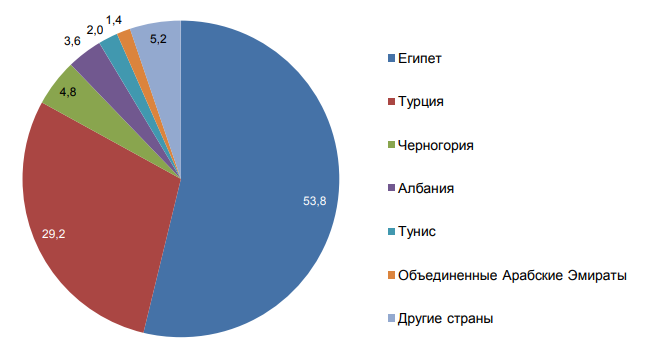 1,4
2,0
3,6
5,2
4,8
53,8
29,2
Египет
Турция
Черногория
Албания
Тунис
Объединенные Арабские Эмираты
Другие страны